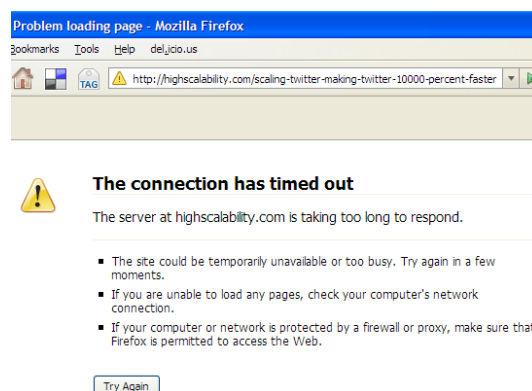 Problem loading page - Mozilla Firefox
Bookmarks Tools Help del.icio.us
TAG http://highscalability.com/scaling-twitter-making-twitter-10000-percent-faster
The connection has timed out
The server at highscalability.com is taking too long to respond.
The site could be temporarily unavailable or too busy. Try again in a few
moments.
If you are unable to load any pages, check your computer's network
connection.
If your computer or network is protected by a firewall or proxy, make sure that
Firefox is permitted to access the Web.
Try Again